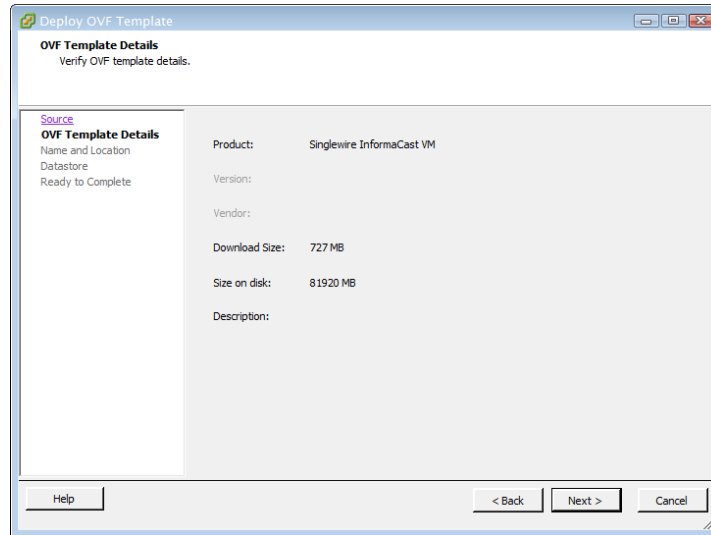 Deploy OVF Template
OVF Template Details
Verify OVF template details.
Source
OVF Template Details
Name and Location
Datastore
Ready to Complete
Product: Singlewire InformaCast VM
Version:
Vendor:
Download Size: 727 MB
Size on disk: 81920 MB
Description:
Help
< Back
Next >
Cancel